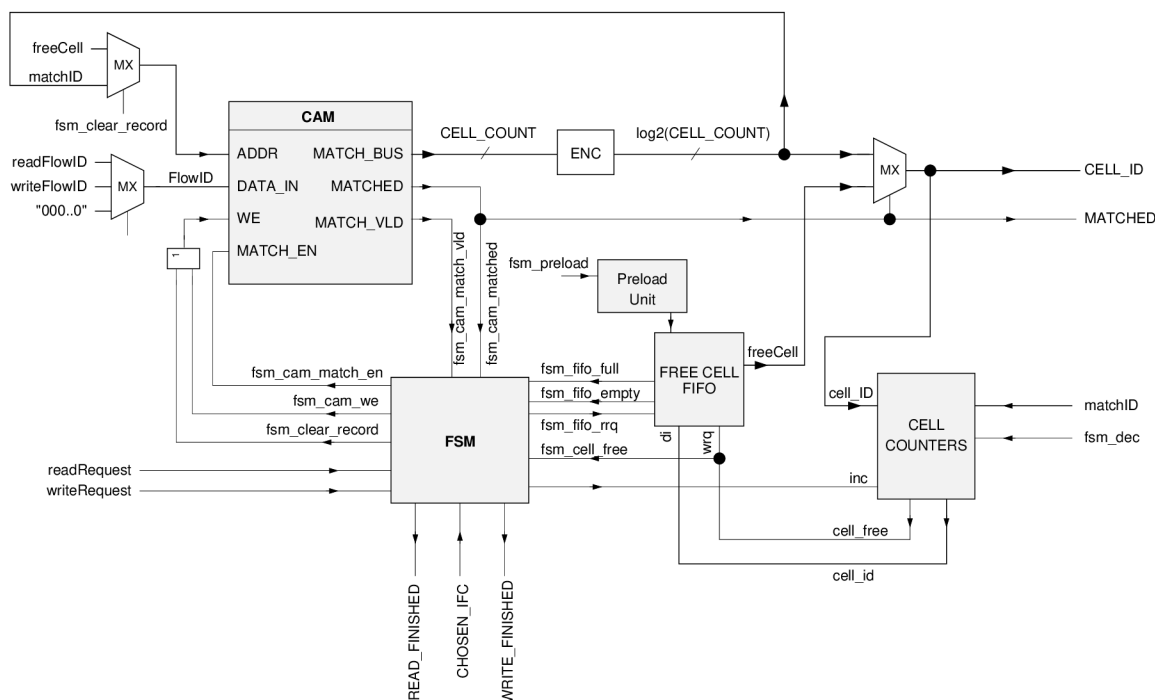 freeCell
MX
matchID
fsm_clear_record
readFlowID
writeFlowID
MX
FlowID
"000..0"
CAM
ADDR
MATCH_BUS
DATA_IN
MATCHED
WE
MATCH_VLD
MATCH_EN
1
CELL_COUNT
ENC
log2(CELL_COUNT)
MX
CELL_ID
MATCHED
fsm_cam_match_vld
fsm_cam_matched
fsm_preload
Preload
Unit
FREE CELL
FIFO
freeCell
di
wrq
fsm_cam_match_en
fsm_cam_we
fsm_clear_record
readRequest
writeRequest
FSM
fsm_fifo_full
fsm_fifo_empty
fsm_fifo_rrq
fsm_cell_free
inc
cell_ID
CELL
COUNTERS
matchID
fsm_dec
cell_free
cell_id
READ_FINISHED
CHOSEN_IFC
WRITE_FINISHED